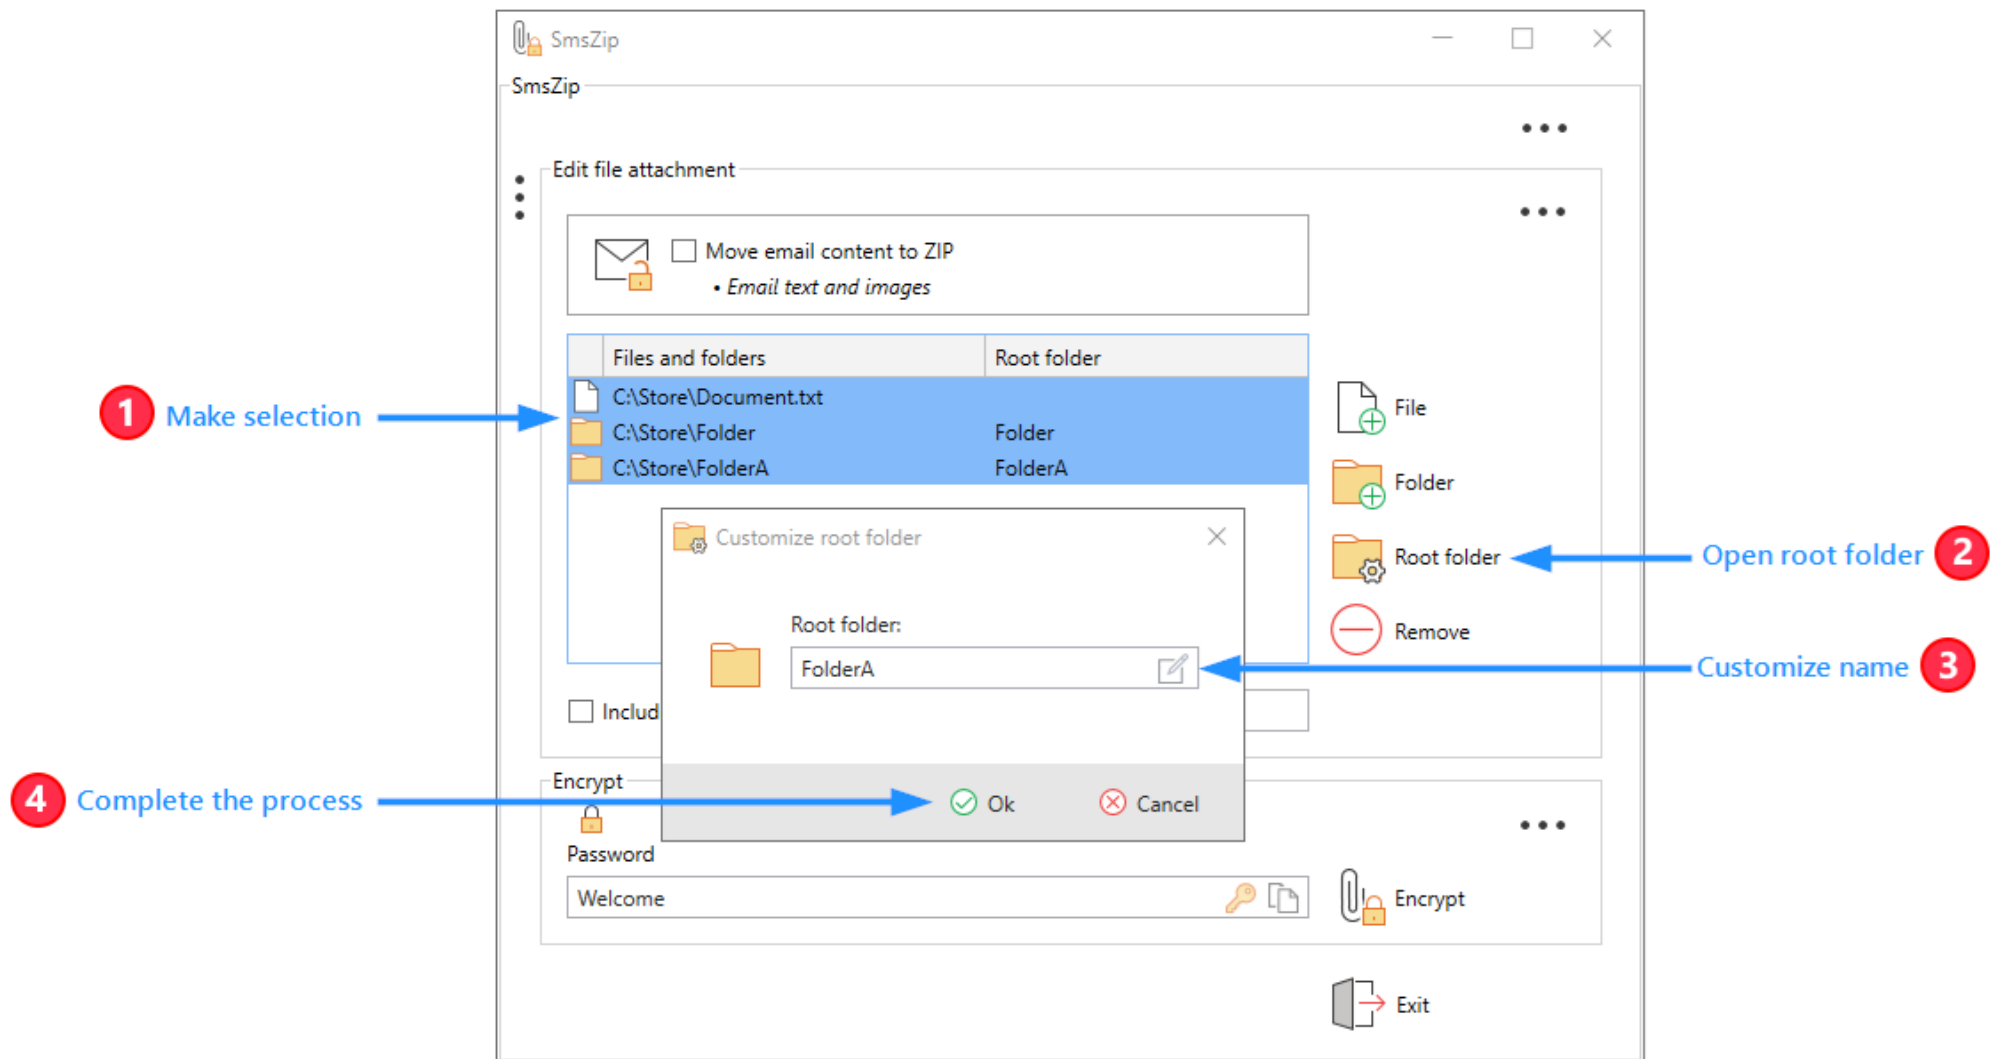 SmsZip
SmsZip
Edit file attachment
Move email content to ZIP
• Email text and images
Files and folders Root folder
C:\Store\Document.txt
C:\Store\Folder Folder
C:\Store\FolderA FolderA
1 Make selection
File
Folder
Root folder
Open root folder 2
Remove
Customize root folder
Root folder:
FolderA
Customize name 3
Includ
4 Complete the process
Ok Cancel
Encrypt
Password
Welcome
Encrypt
Exit